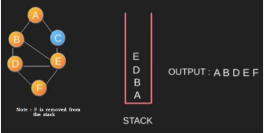 A
B
C
D
E
F
Note : F is removed from
the stack
E
D
B
A
STACK
OUTPUT : A B D E F